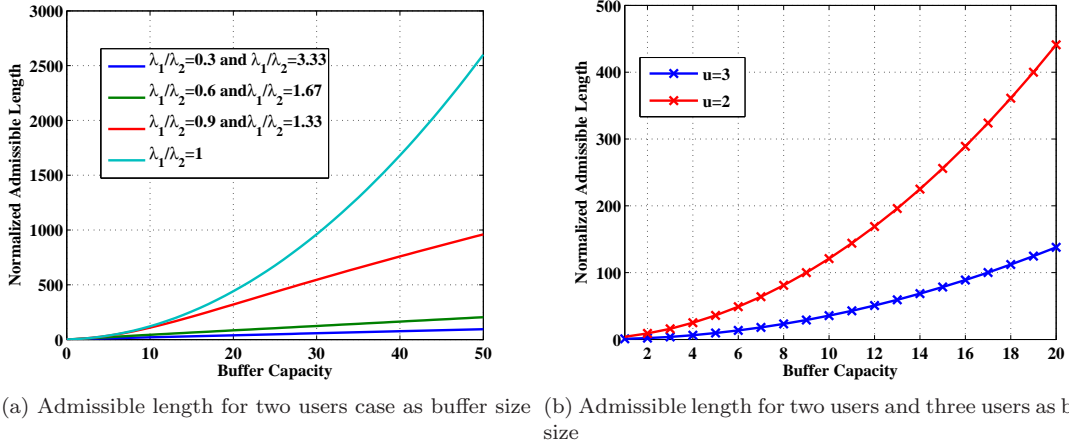 3000
2500
2000
1500
1000
500
0
0 10 20 30 40 50
Normalized Admissible Length
Buffer Capacity
λ1/λ2=0.3 and λ1/λ2=3.33
λ1/λ2=0.6 andλ1/λ2=1.67
λ1/λ2=0.9 andλ1/λ2=1.33
λ1/λ2=1
(a) Admissible length for two users case as buffer size
500
400
300
200
100
0
2 4 6 8 10 12 14 16 18 20
Normalized Admissible Length
Buffer Capacity
u=3
u=2
(b) Admissible length for two users and three users as b
size